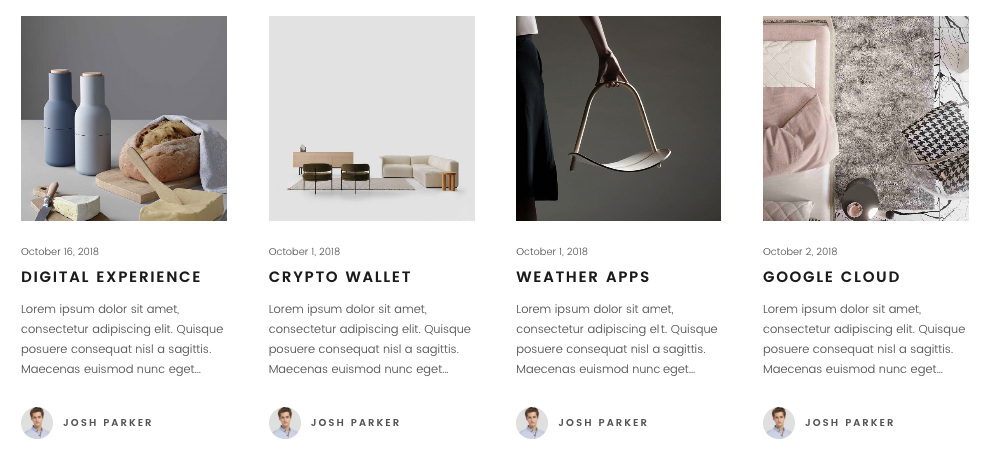 October 16, 2018
DIGITAL EXPERIENCE
Lorem ipsum dolor sit amet,
consectetur adipiscing elit. Quisque
posuere consequat nisl a sagittis.
Maecenas euismod nunc eget...
JOSH PARKER
October 1, 2018
CRYPTO WALLET
Lorem ipsum dolor sit amet,
consectetur adipiscing elit. Quisque
posuere consequat nisl a sagittis.
Maecenas euismod nunc eget...
JOSH PARKER
October 1, 2018
WEATHER APPS
Lorem ipsum dolor sit amet,
consectetur adipiscing elit. Quisque
posuere consequat nisl a sagittis.
Maecenas euismod nunc eget...
JOSH PARKER
October 2, 2018
GOOGLE CLOUD
Lorem ipsum dolor sit amet,
consectetur adipiscing elit. Quisque
posuere consequat nisl a sagittis.
Maecenas euismod nunc eget...
JOSH PARKER